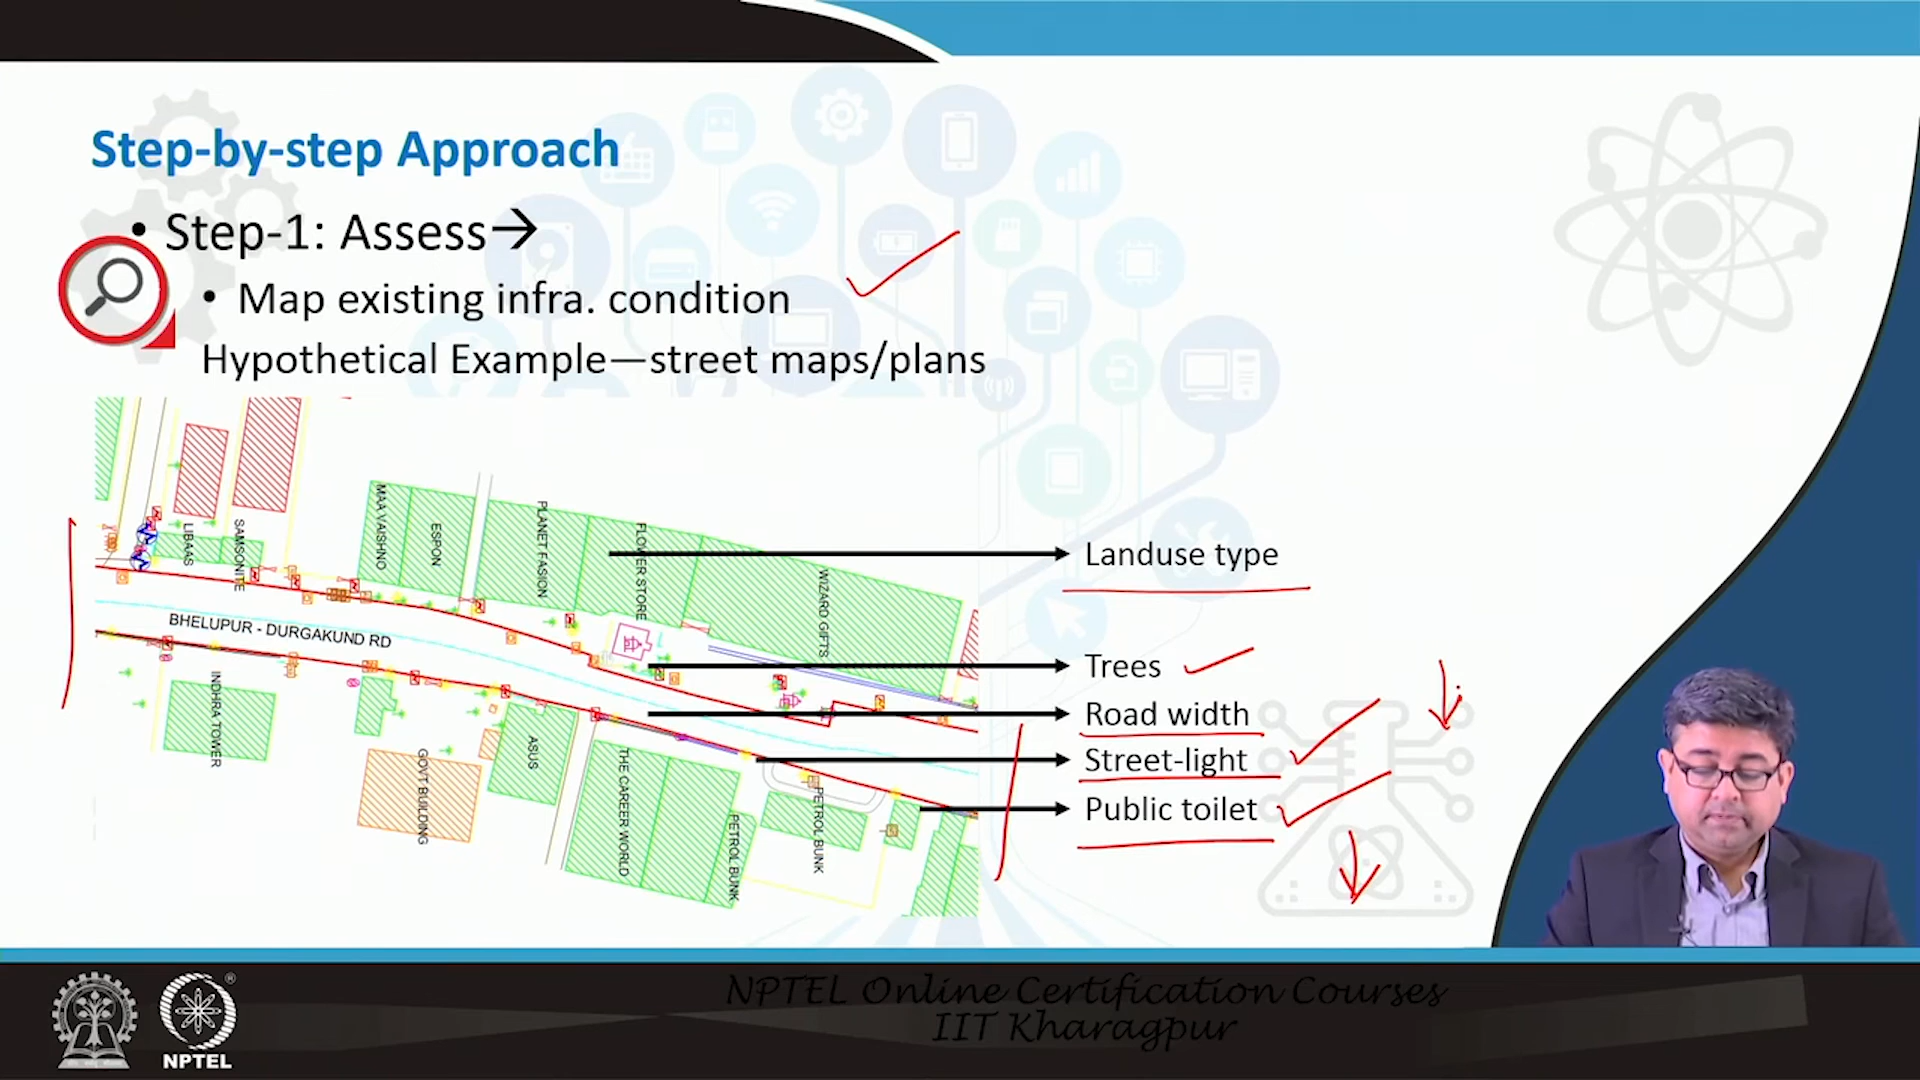 Step-by-step Approach
• Step-1: Assess→
• Map existing infra. condition
Hypothetical Example—street maps/plans
LIBAAS
SAMSONITE
MAA VAISHNO
ESPON
PLANET FASION
FLOWER STORE
WIZARD GIFTS
BHELUPUR - DURGAKUND RD
INDHIRA TOWER
GOVT BUILDING
ASUS
THE CAREER WORLD
PETROL BUNK
PETROL BUNK
Landuse type
Trees
Road width
Street-light
Public toilet
NPTEL Online Certification Courses
IIT Kharagpur
NPTEL
®